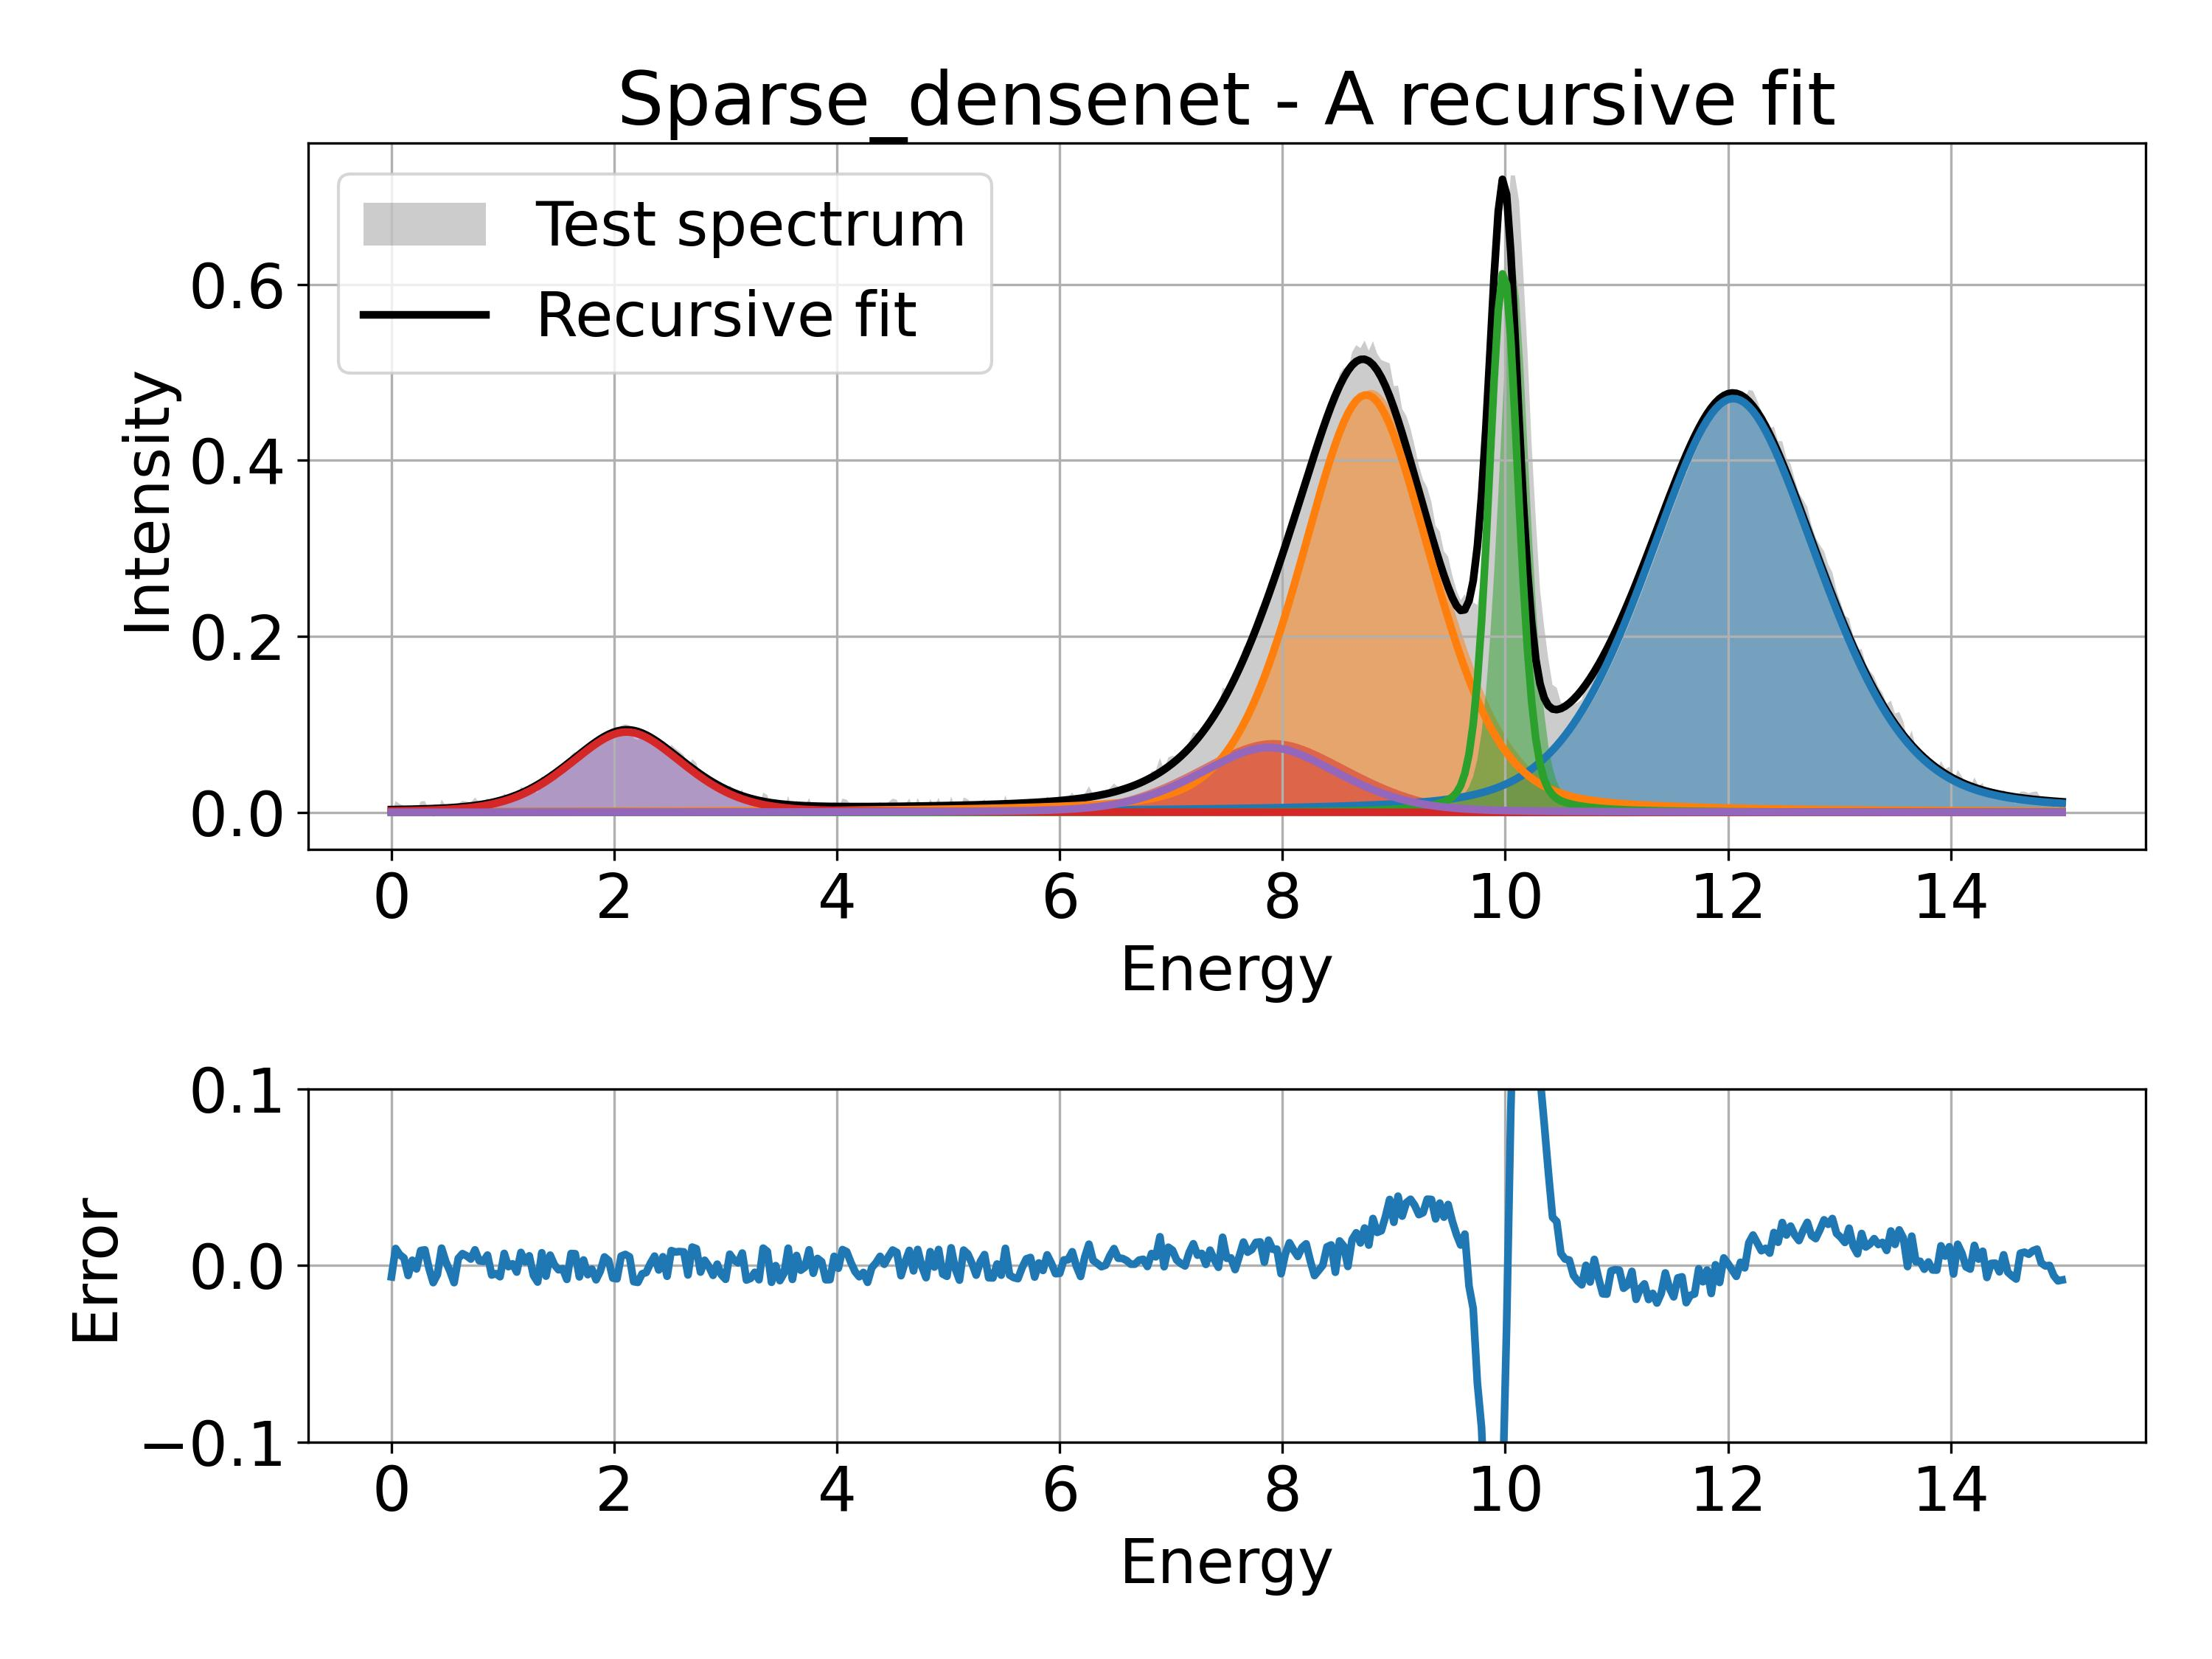 Sparse_densenet - A recursive fit
Test spectrum
Recursive fit
Intensity
0.6
0.4
0.2
0.0
0 2 4 6 8 10 12 14
Energy
Error
0.1
0.0
−0.1
0 2 4 6 8 10 12 14
Energy